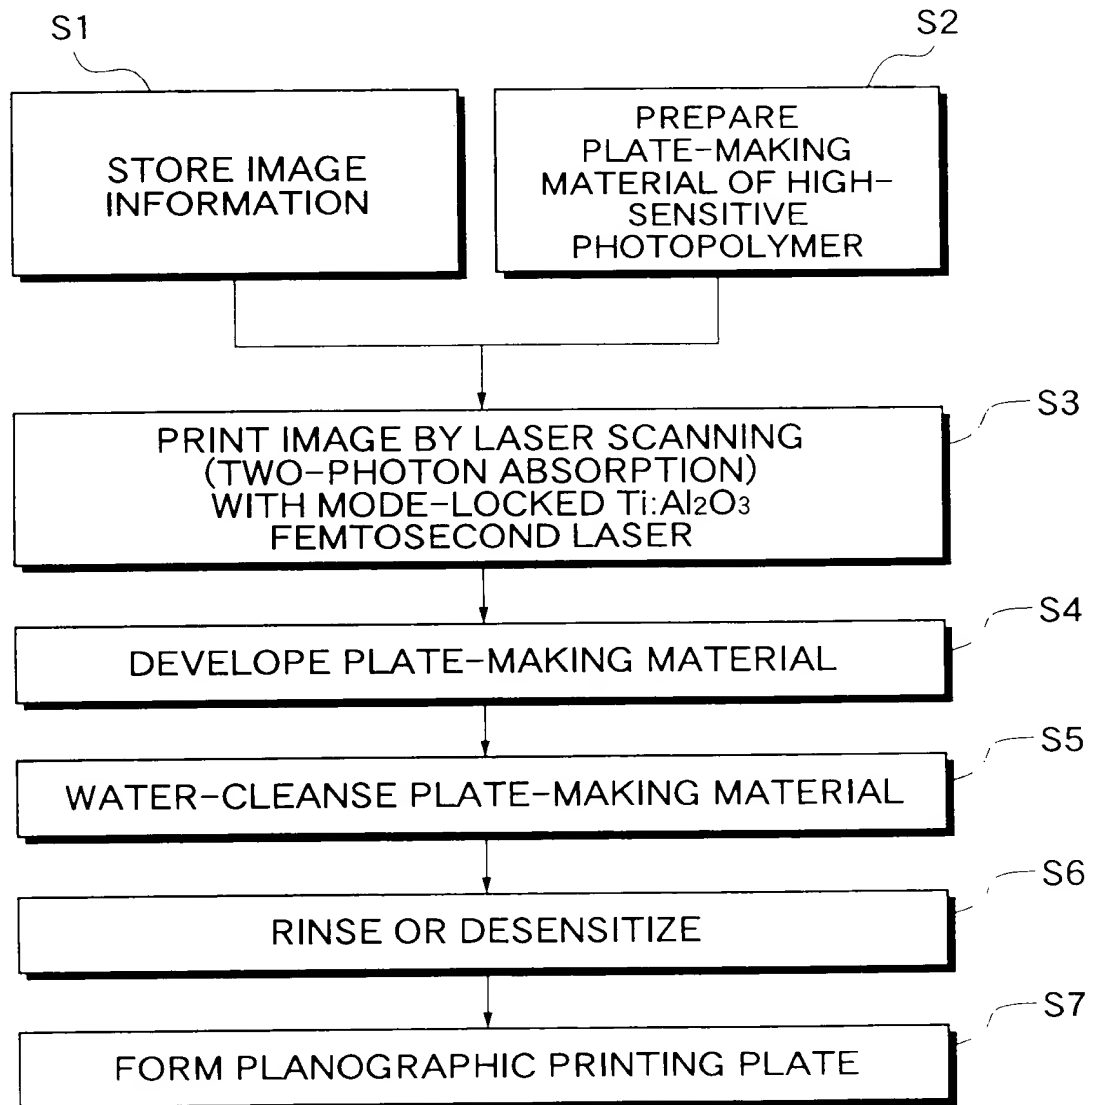 S1
STORE IMAGE
INFORMATION
S2
PREPARE
PLATE-MAKING
MATERIAL OF HIGH-
SENSITIVE
PHOTOPOLYMER
S3
PRINT IMAGE BY LASER SCANNING
(TWO-PHOTON ABSORPTION)
WITH MODE-LOCKED Ti:Al₂O₃
FEMTOSECOND LASER
S4
DEVELOPE PLATE-MAKING MATERIAL
S5
WATER-CLEANSE PLATE-MAKING MATERIAL
S6
RINSE OR DESENSITIZE
S7
FORM PLANOGRAPHIC PRINTING PLATE